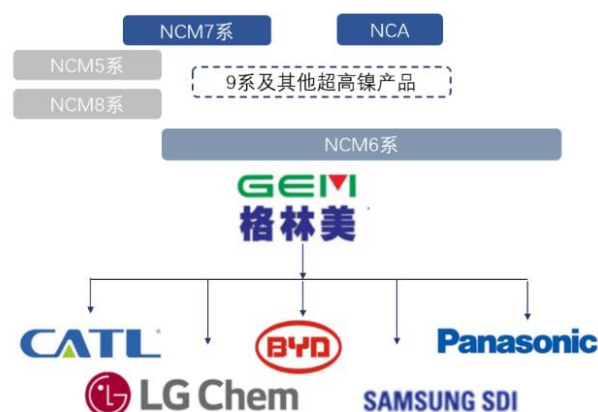 NCM7系
NCA
NCM5系
9系及其他超高镍产品
NCM8系
NCM6系
GEM
格林美
CATL
BYD
Panasonic
LG Chem
SAMSUNG SDI